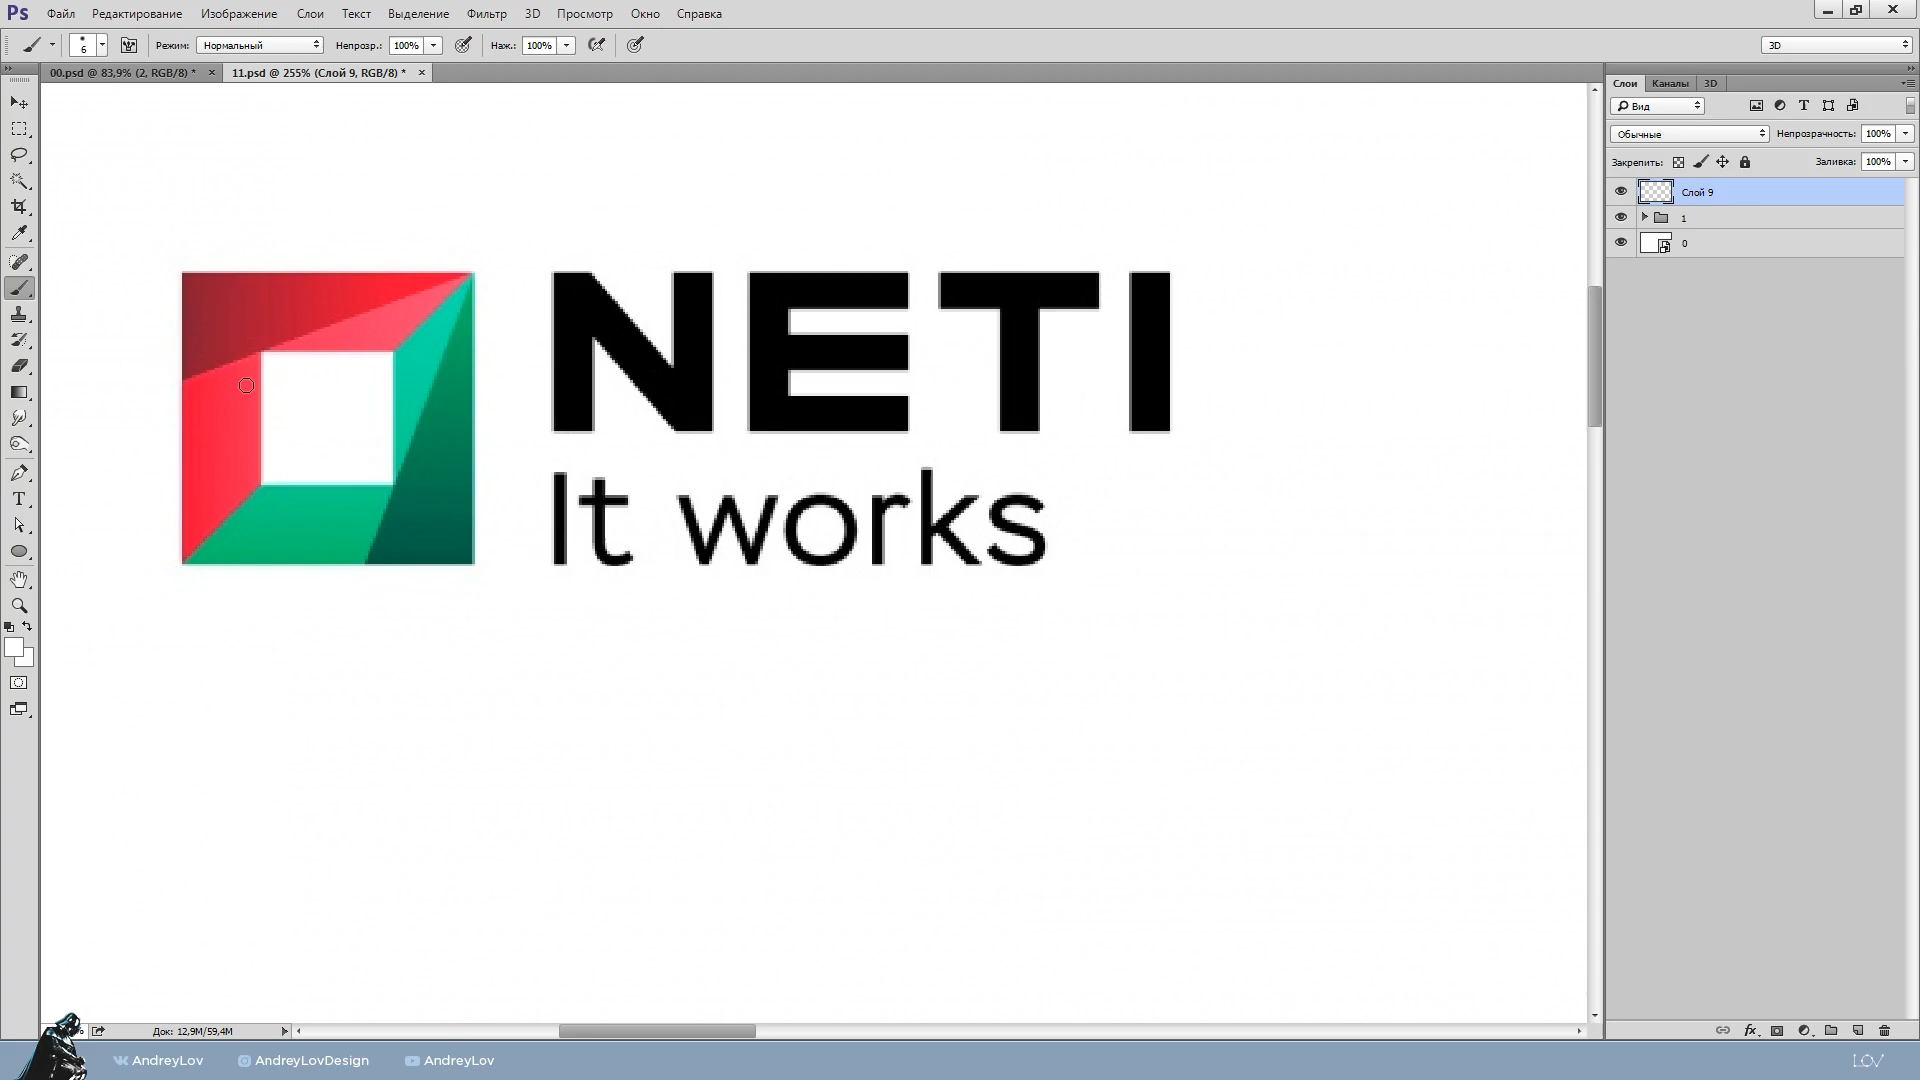 Ps Файл Редактирование Изображение Слои Текст Выделение Фильтр 3D Просмотр Окно Справка
6 Режим: Нормальный Непрозр.: 100% Наж.: 100% 3D
00.psd @ 83,9% (2, RGB/8) * × 11.psd @ 255% (Слой 9, RGB/8) * ×
Слои Каналы 3D
Вид
Обычные Непрозрачность: 100%
Закрепить: Заливка: 100%
Слой 9
1
0
NETI
It works
Док: 12,9M/59,4M
AndreyLov AndreyLovDesign AndreyLov
LOV